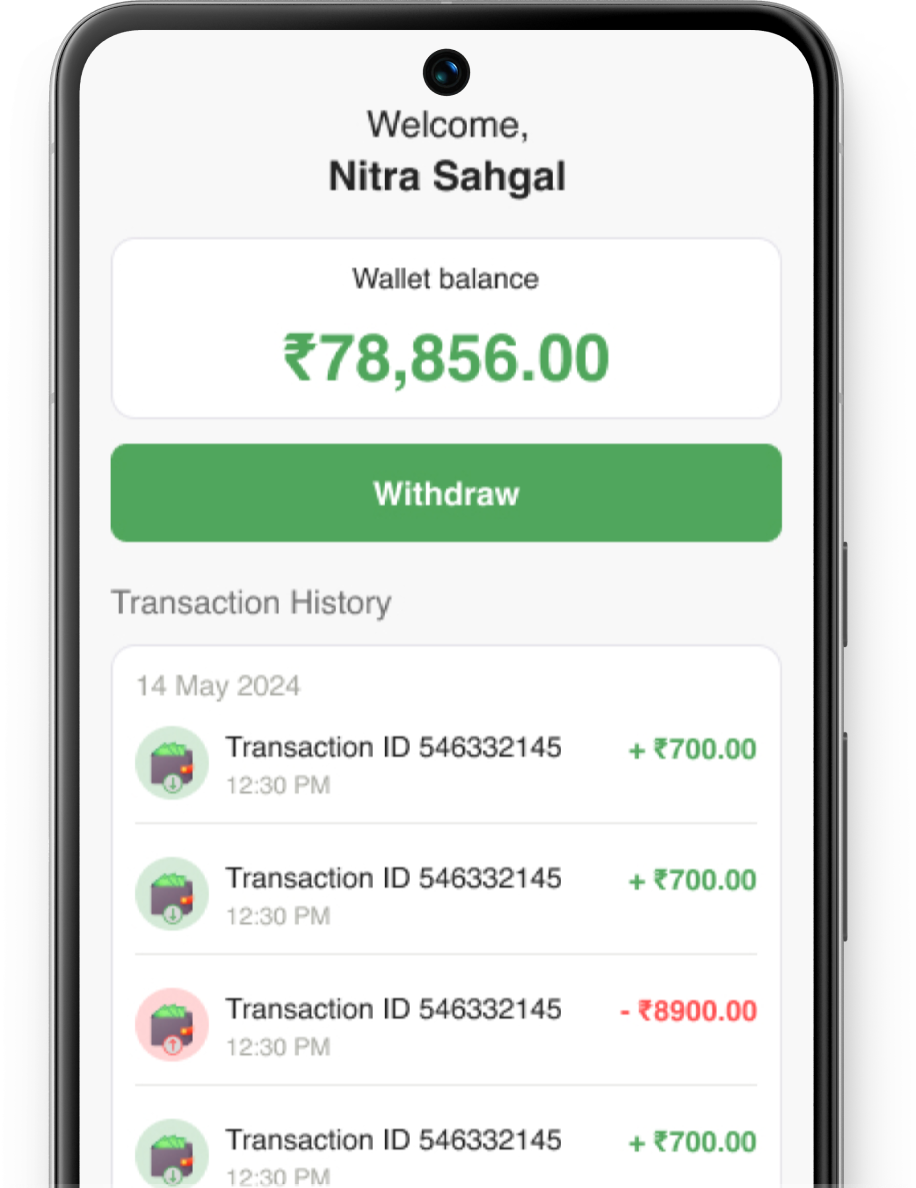 Welcome,
Nitra Sahgal
Wallet balance
₹78,856.00
Withdraw
Transaction History
14 May 2024
Transaction ID 546332145 + ₹700.00
12:30 PM
Transaction ID 546332145 + ₹700.00
12:30 PM
Transaction ID 546332145 - ₹8900.00
12:30 PM
Transaction ID 546332145 + ₹700.00
12:30 PM